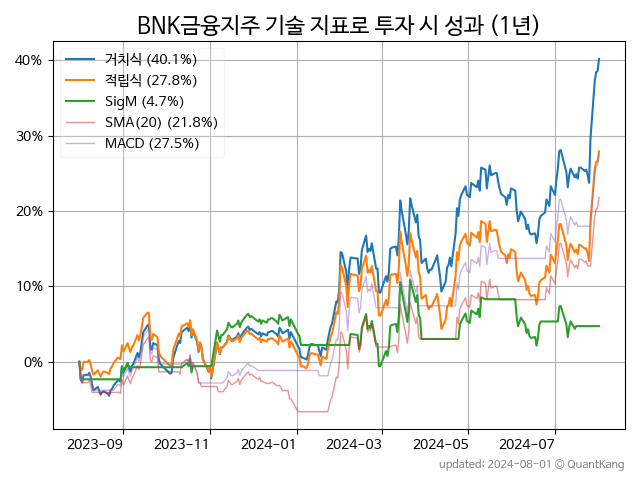 BNK금융지주 기술 지표로 투자 시 성과 (1년)
거치식 (40.1%)
적립식 (27.8%)
SigM (4.7%)
SMA(20) (21.8%)
MACD (27.5%)
40%
30%
20%
10%
0%
2023-09 2023-11 2024-01 2024-03 2024-05 2024-07
updated: 2024-08-01 © QuantKang